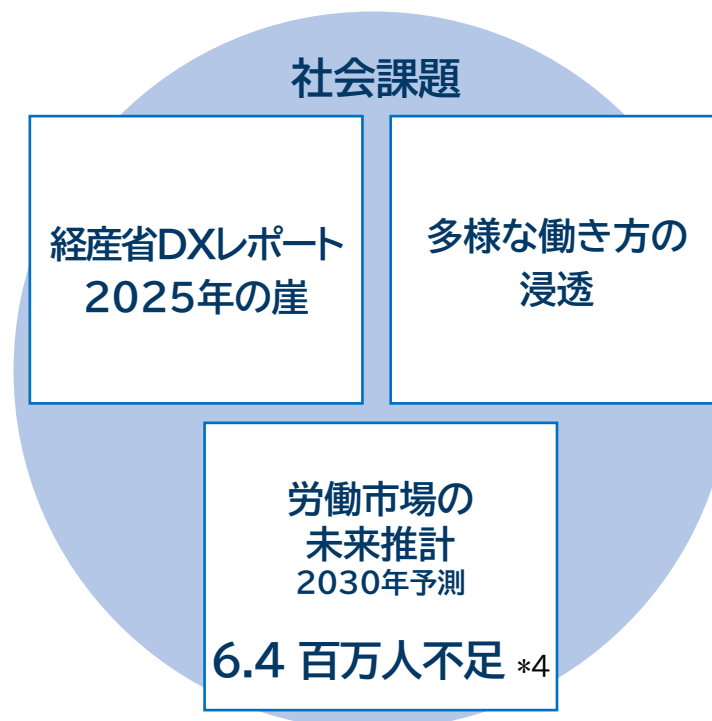 社会課題
経産省DXレポート
2025年の崖
多様な働き方の
浸透
労働市場の
未来推計
2030年予測
6.4 百万人不足 *4